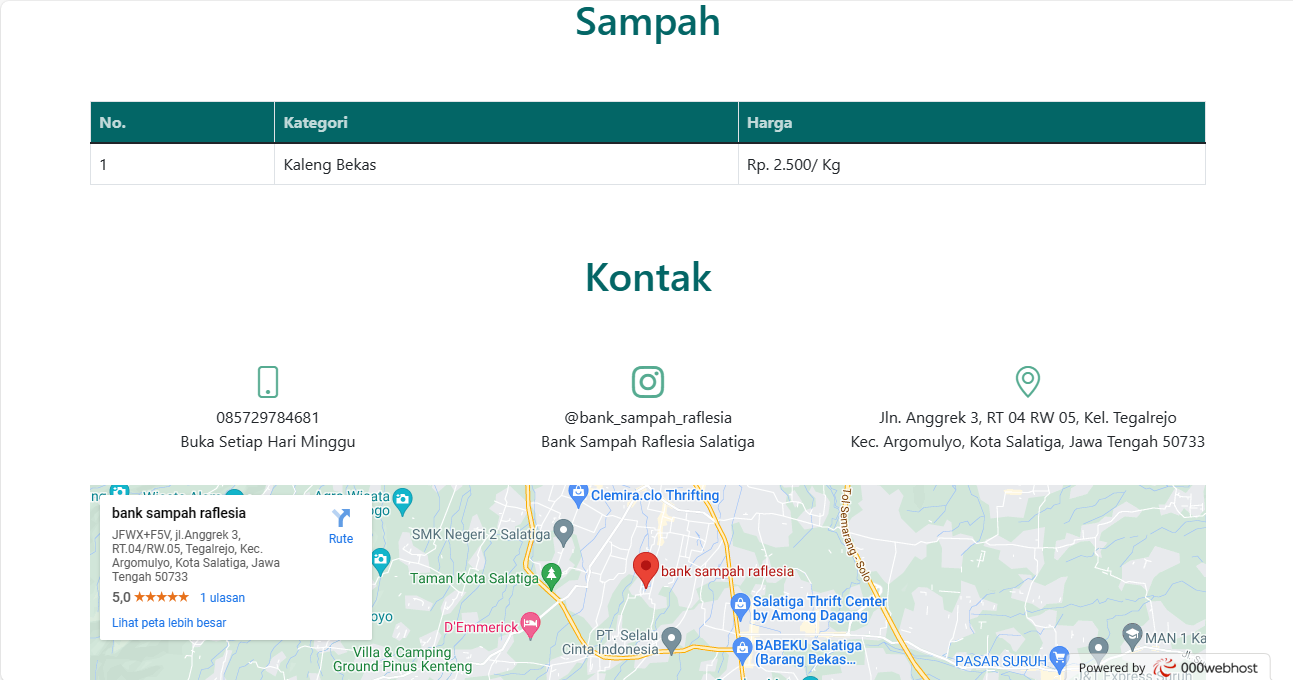 Sampah
No. Kategori Harga
1 Kaleng Bekas Rp. 2.500/ Kg
Kontak
085729784681
Buka Setiap Hari Minggu
@bank_sampah_raflesia
Bank Sampah Raflesia Salatiga
Jln. Anggrek 3, RT 04 RW 05, Kel. Tegalrejo
Kec. Argomulyo, Kota Salatiga, Jawa Tengah 50733
bank sampah raflesia
JFWX+F5V, jl.Anggrek 3,
RT.04/RW.05, Tegalrejo, Kec.
Argomulyo, Kota Salatiga, Jawa
Tengah 50733
5,0 1 ulasan
Lihat peta lebih besar
Rute
Agro Wisata
Clemira.clo Thrifting
SMK Negeri 2 Salatiga
Taman Kota Salatiga
bank sampah raflesia
Tol Semarang - Solo
D'Emmerick
Salatiga Thrift Center
by Among Dagang
PT. Selalu
Cinta Indonesia
BABEKU Salatiga
(Barang Bekas...
Villa & Camping
Ground Pinus Kenteng
MAN 1 Ka
PASAR SURUH
J&T Express Suruh
Powered by 000webhost